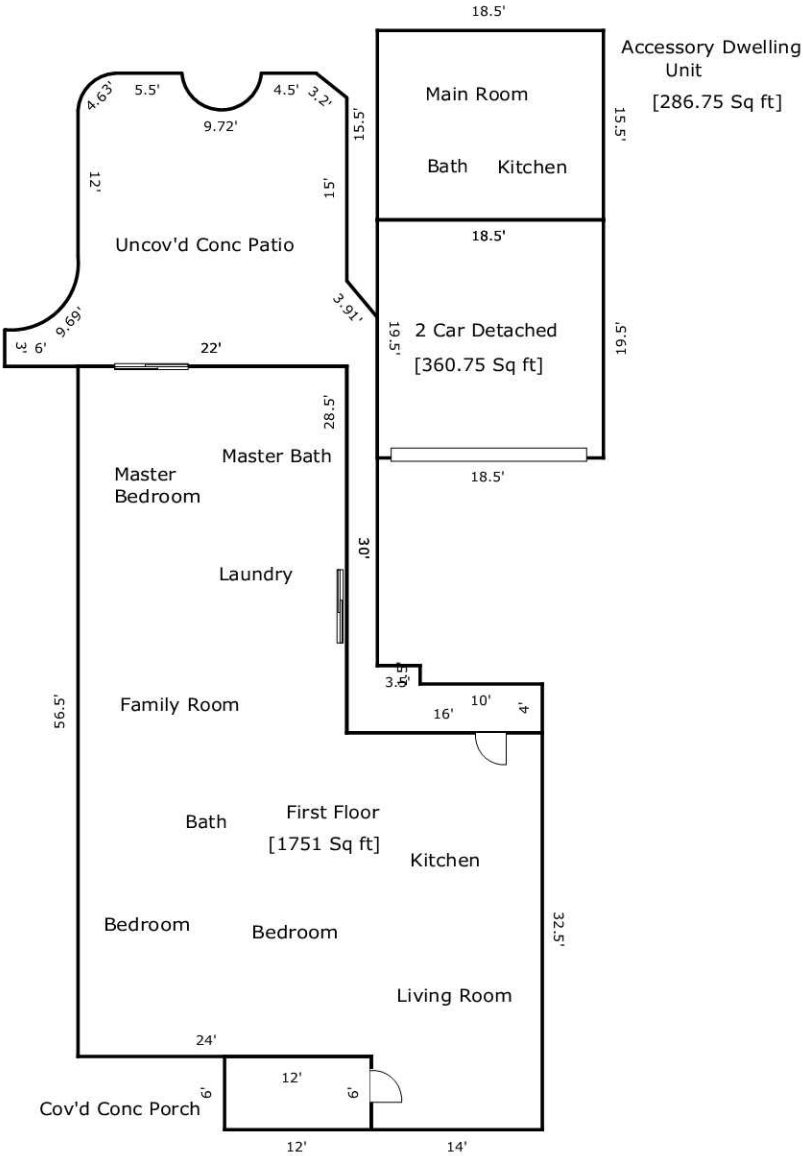 18.5'
Accessory Dwelling
Unit
[286.75 Sq ft]
4.63'
5.5'
4.5'
3.2'
9.72'
Main Room
15.5'
15.5'
12'
15'
Bath Kitchen
Uncov'd Conc Patio
18.5'
9.69'
3.91'
3' 6'
22'
19.5'
2 Car Detached
[360.75 Sq ft]
19.5'
28.5'
Master Bath
Master
Bedroom
18.5'
30'
Laundry
3.5'
1.5'
56.5'
Family Room
10'
16'
4'
First Floor
[1751 Sq ft]
Bath
Kitchen
Bedroom
Bedroom
32.5'
Living Room
24'
12'
6'
6'
Cov'd Conc Porch
12'
14'